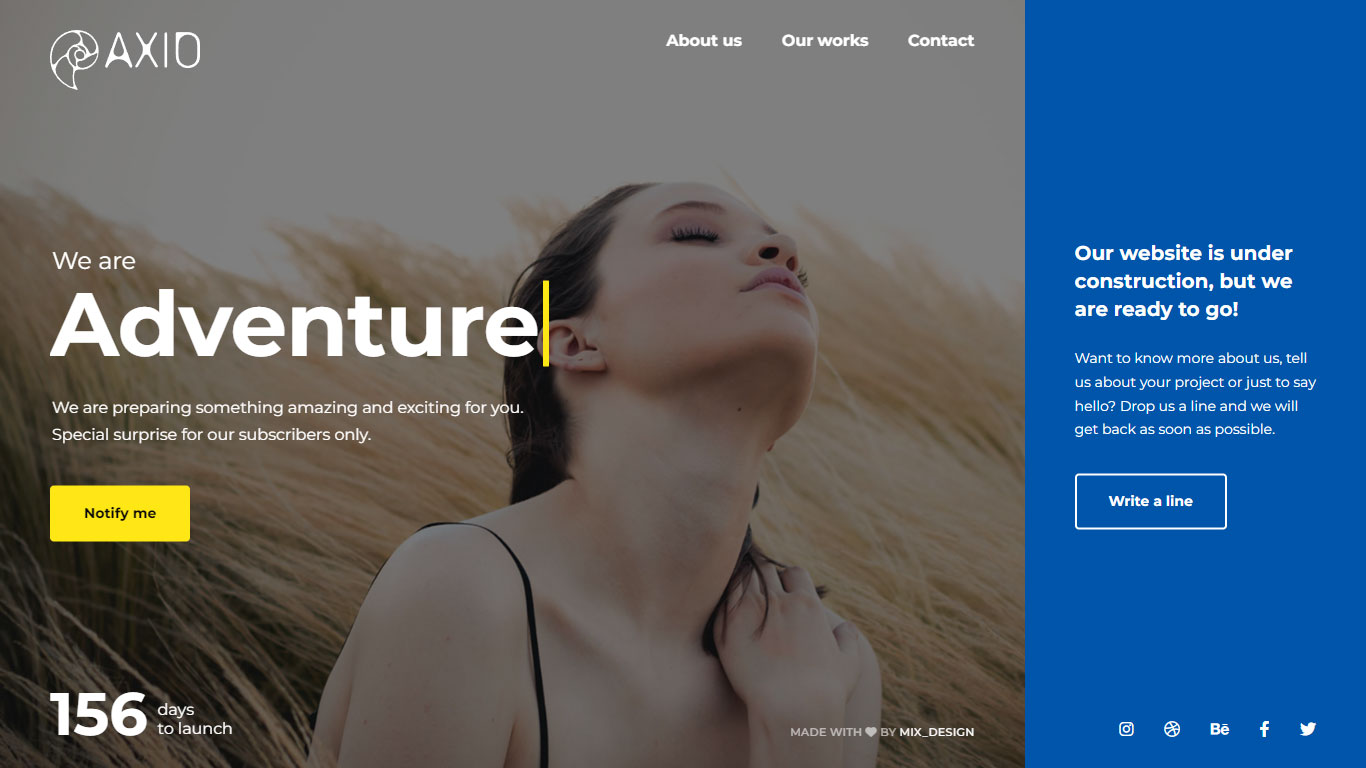 AXIO
About us Our works Contact
We are
Adventure
We are preparing something amazing and exciting for you.
Special surprise for our subscribers only.
Notify me
156 days
to launch
MADE WITH ❤ BY MIX_DESIGN
Our website is under
construction, but we
are ready to go!
Want to know more about us, tell
us about your project or just to say
hello? Drop us a line and we will
get back as soon as possible.
Write a line
Bē